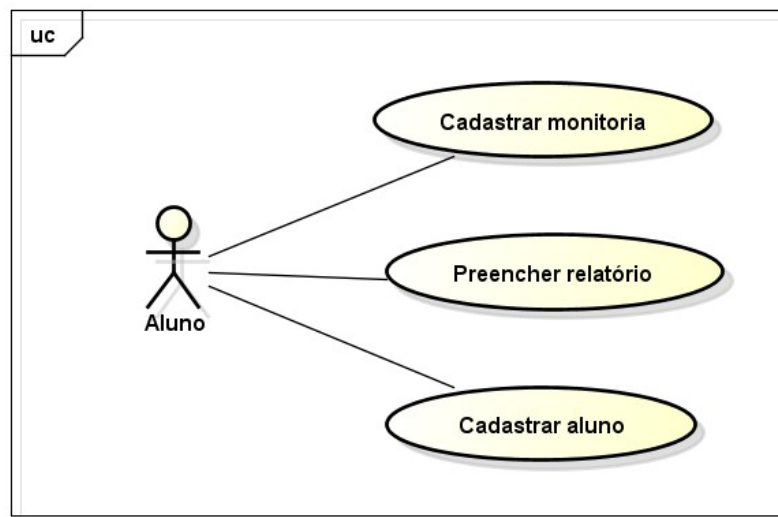 uc
Cadastrar monitoria
Preencher relatório
Aluno
Cadastrar aluno